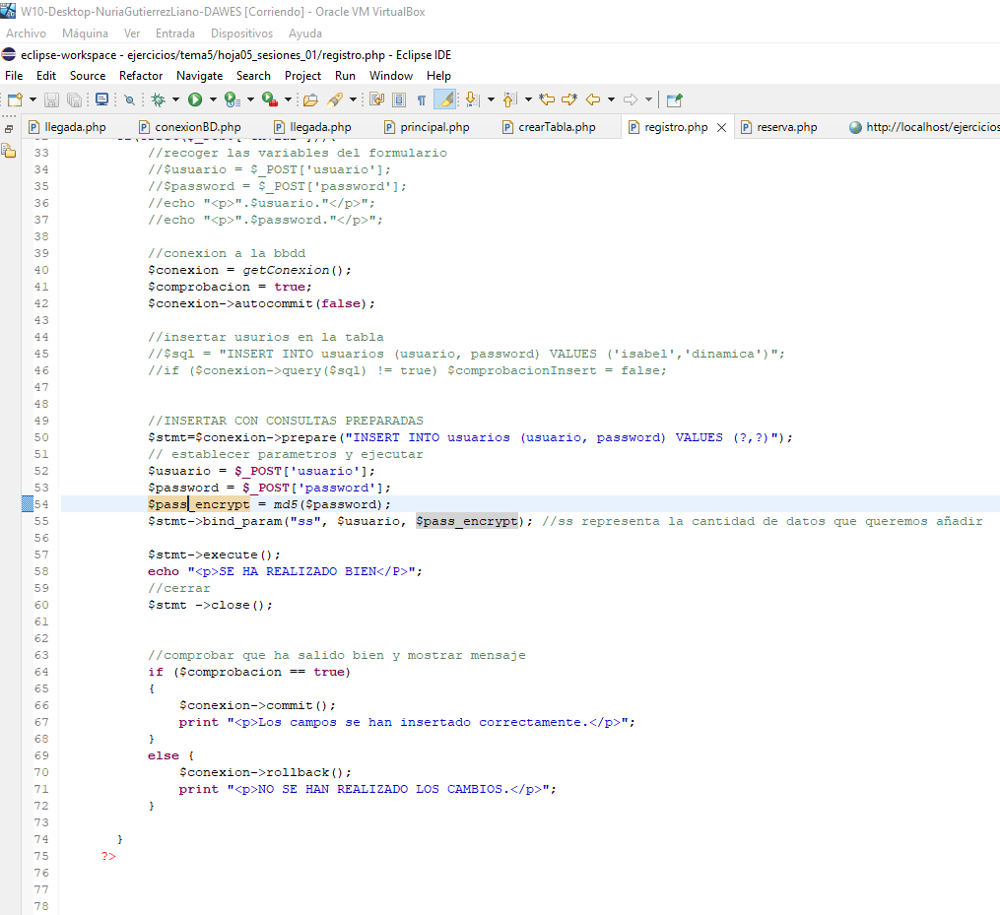 W10-Desktop-NuriaGutierrezLiano-DAWES [Corriendo] - Oracle VM VirtualBox
Archivo Máquina Ver Entrada Dispositivos Ayuda
eclipse-workspace - ejercicios/tema5/hoja05_sesiones_01/registro.php - Eclipse IDE
File Edit Source Refactor Navigate Search Project Run Window Help
llegada.php conexionBD.php llegada.php principal.php crearTabla.php registro.php reserva.php http://localhost/ejercicios
33 //recoger las variables del formulario
34 //$usuario = $_POST['usuario'];
35 //$password = $_POST['password'];
36 //echo "<p>".$usuario."</p>";
37 //echo "<p>".$password."</p>";
38
39 //conexion a la bbdd
40 $conexion = getConexion();
41 $comprobacion = true;
42 $conexion->autocommit(false);
43
44 //insertar usurios en la tabla
45 //$sql = "INSERT INTO usuarios (usuario, password) VALUES ('isabel','dinamica')";
46 //if ($conexion->query($sql) != true) $comprobacionInsert = false;
47
48
49 //INSERTAR CON CONSULTAS PREPARADAS
50 $stmt=$conexion->prepare("INSERT INTO usuarios (usuario, password) VALUES (?,?)");
51 // establecer parametros y ejecutar
52 $usuario = $_POST['usuario'];
53 $password = $_POST['password'];
54 $pass_encrypt = md5($password);
55 $stmt->bind_param("ss", $usuario, $pass_encrypt); //ss representa la cantidad de datos que queremos añadir
56
57 $stmt->execute();
58 echo "<p>SE HA REALIZADO BIEN</P>";
59 //cerrar
60 $stmt ->close();
61
62
63 //comprobar que ha salido bien y mostrar mensaje
64 if ($comprobacion == true)
65 {
66 $conexion->commit();
67 print "<p>Los campos se han insertado correctamente.</p>";
68 }
69 else {
70 $conexion->rollback();
71 print "<p>NO SE HAN REALIZADO LOS CAMBIOS.</p>";
72 }
73
74 }
75 ?>
76
77
78